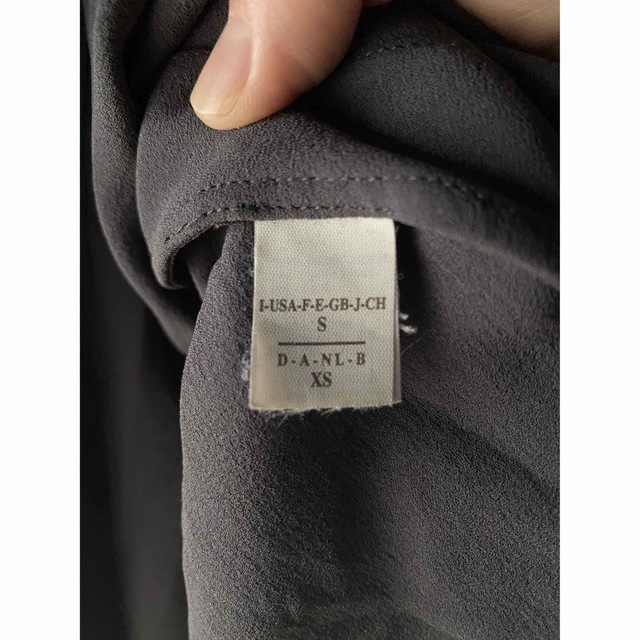 I-USA-F-E-GB-J-CH
S
D-A-NL-B
XS